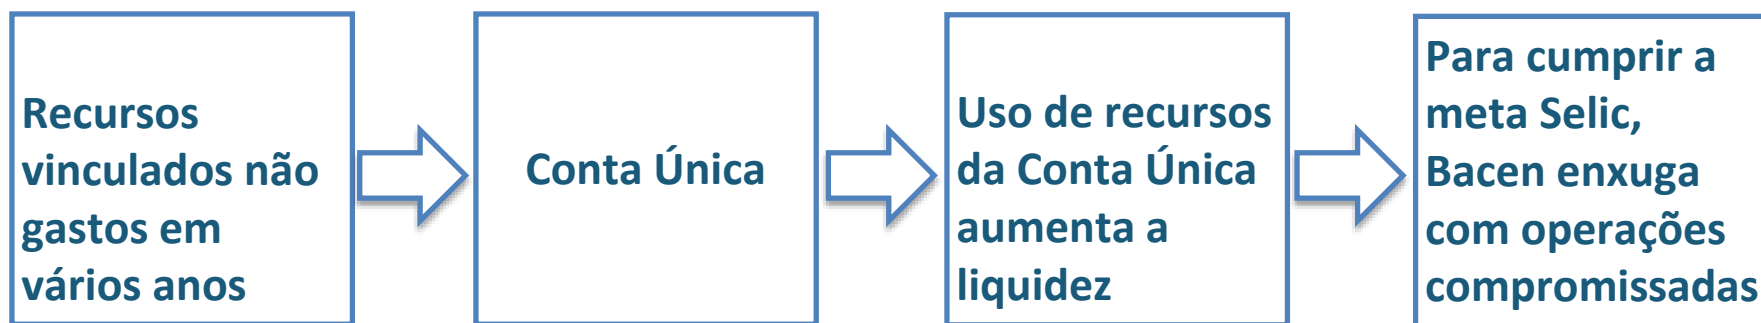 Recursos
vinculados não
gastos em
vários anos
Conta Única
Uso de recursos
da Conta Única
aumenta a
liquidez
Para cumprir a
meta Selic,
Bacen enxuga
com operações
compromissadas